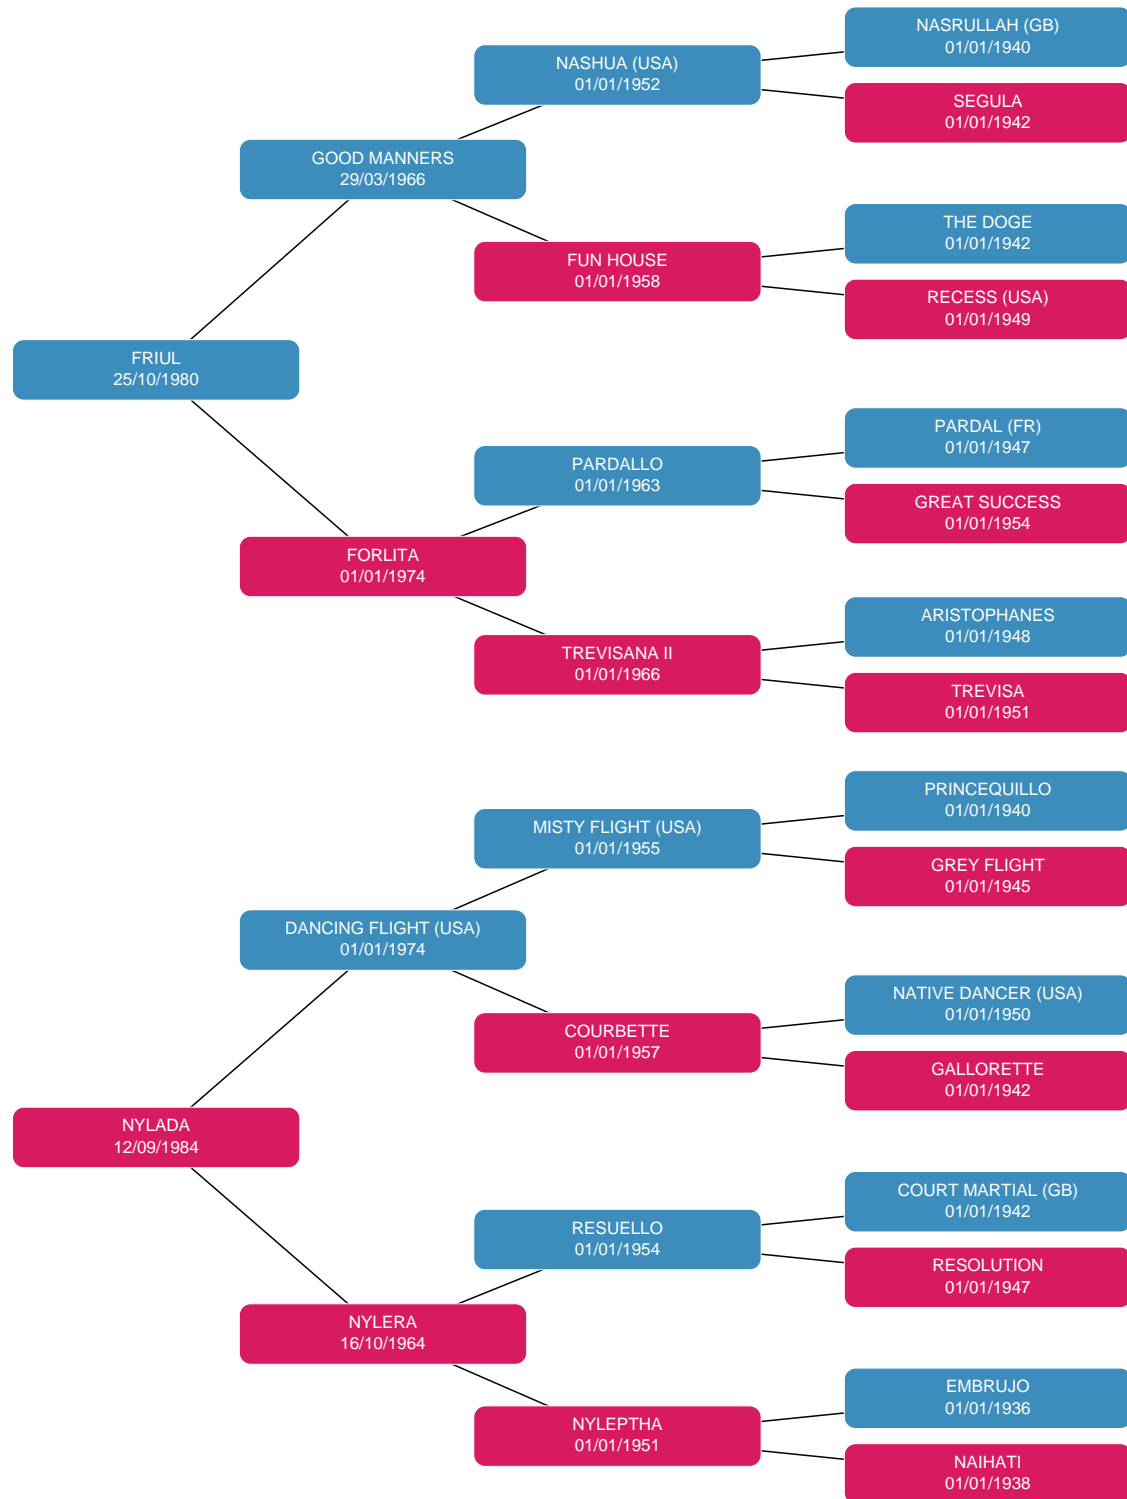 NASRULLAH (GB)
01/01/1940
NASHUA (USA)
01/01/1952
SEGULA
01/01/1942
GOOD MANNERS
29/03/1966
THE DOGE
01/01/1942
FUN HOUSE
01/01/1958
RECESS (USA)
01/01/1949
FRIUL
25/10/1980
PARDAL (FR)
01/01/1947
PARDALLO
01/01/1963
GREAT SUCCESS
01/01/1954
FORLITA
01/01/1974
ARISTOPHANES
01/01/1948
TREVISANA II
01/01/1966
TREVISA
01/01/1951
PRINCEQUILLO
01/01/1940
MISTY FLIGHT (USA)
01/01/1955
GREY FLIGHT
01/01/1945
DANCING FLIGHT (USA)
01/01/1974
NATIVE DANCER (USA)
01/01/1950
COURBETTE
01/01/1957
GALLORETTE
01/01/1942
NYLADA
12/09/1984
COURT MARTIAL (GB)
01/01/1942
RESUELLO
01/01/1954
RESOLUTION
01/01/1947
NYLERA
16/10/1964
EMBRUJO
01/01/1936
NYLEPTHA
01/01/1951
NAIHATI
01/01/1938